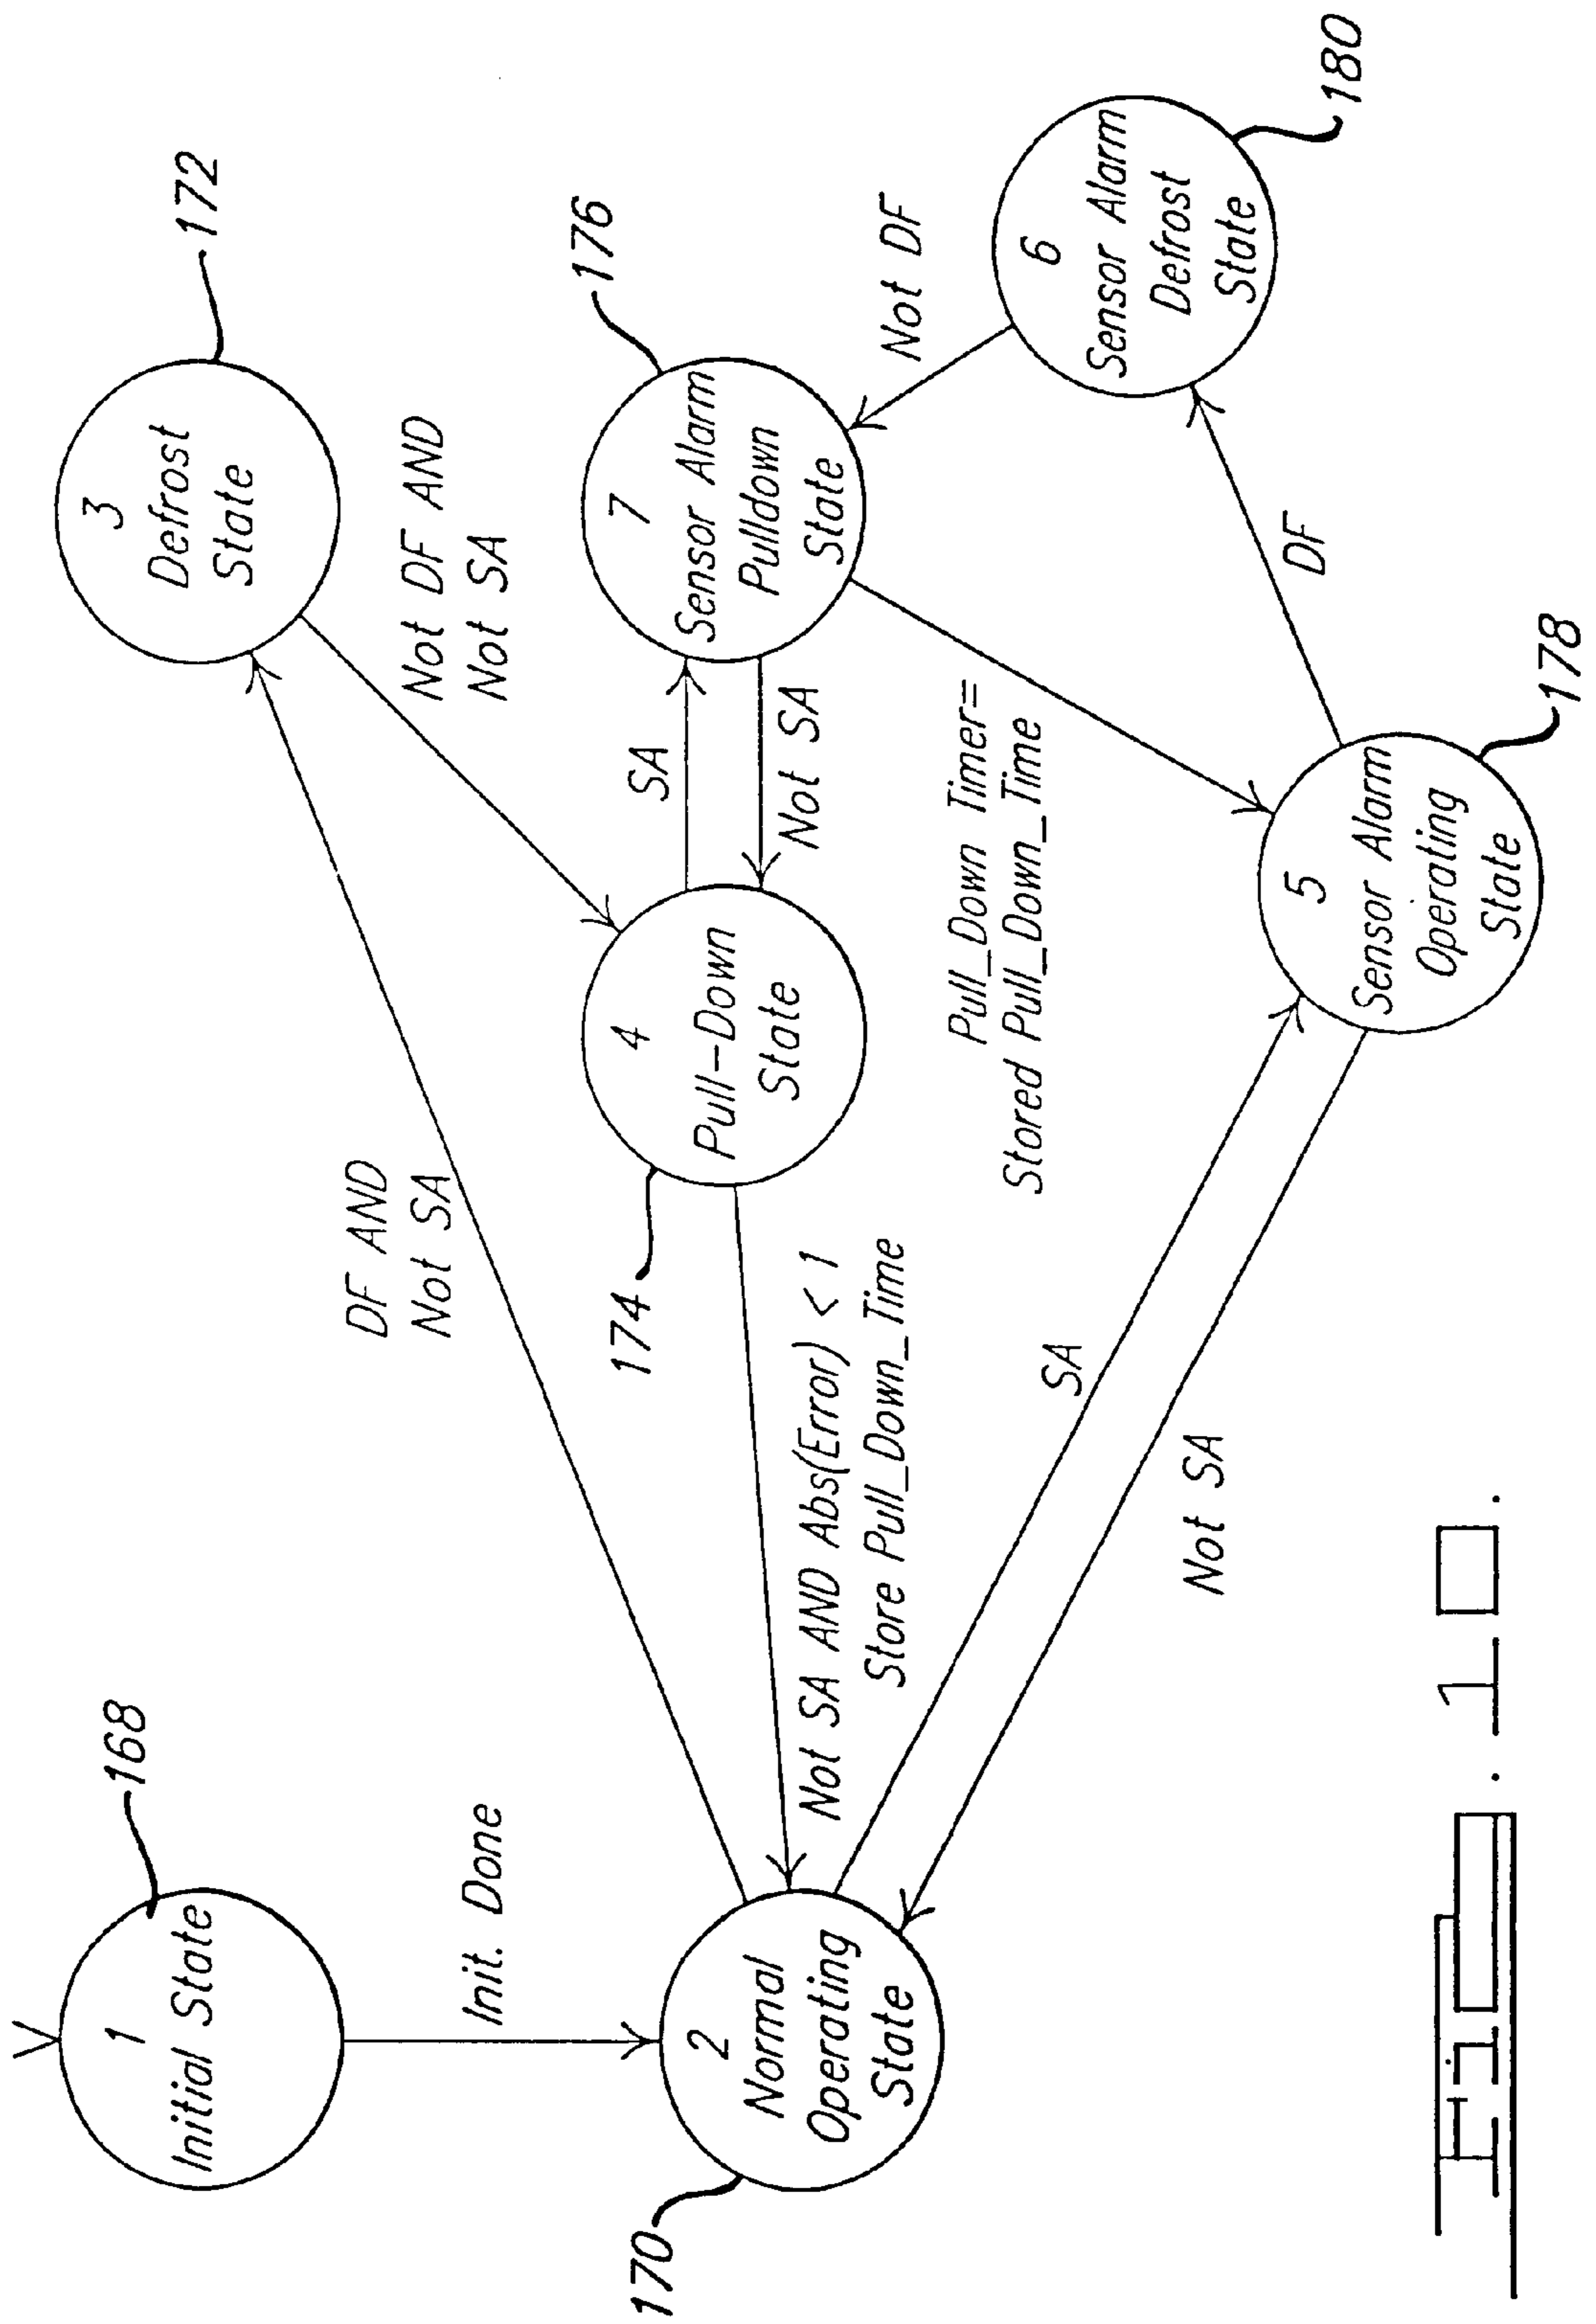 168
1
Initial State
Init. Done
170
2
Normal
Operating
State
172
3
Defrost
State
DF AND
Not SA
Not DF AND
Not SA
174
4
Pull-Down
State
SA
Not SA
176
7
Sensor Alarm
Pulldown
State
Not SA AND Abs(Error) < 1
Store Pull_Down_Time
Pull_Down Timer=
Stored Pull_Down_Time
Not DF
180
6
Sensor Alarm
Defrost
State
DF
SA
Not SA
178
5
Sensor Alarm
Operating
State
Fig. 10.